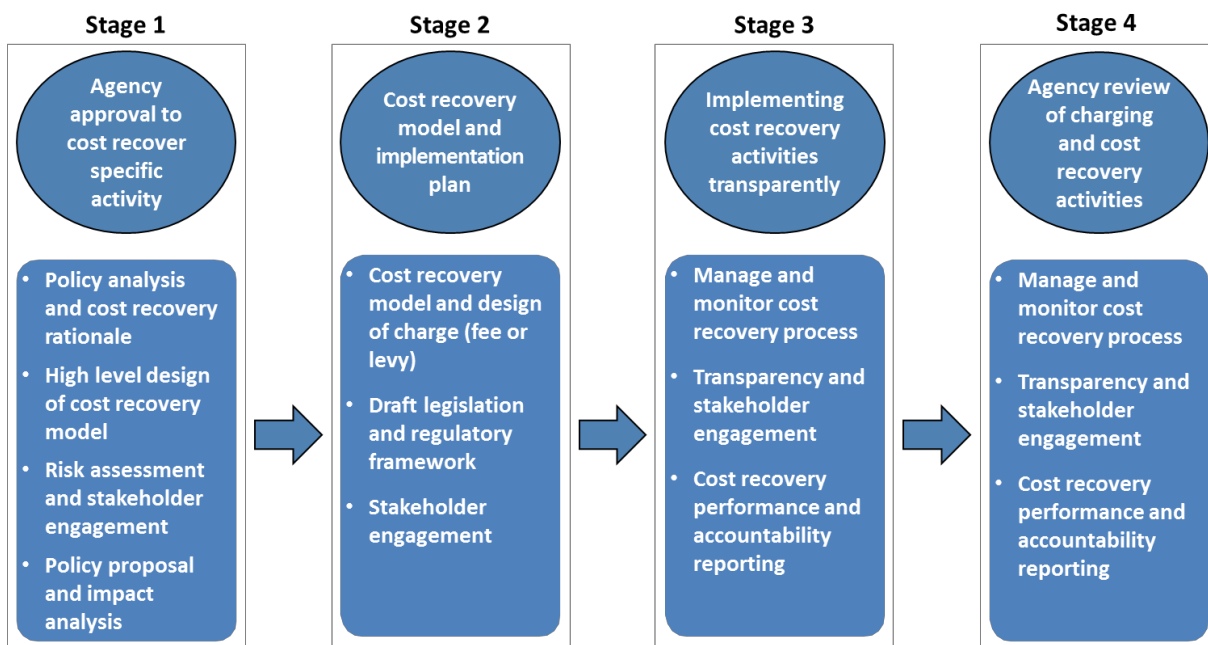 Stage 1
Agency
approval to
cost recover
specific
activity
• Policy analysis
and cost recovery
rationale
• High level design
of cost recovery
model
• Risk assessment
and stakeholder
engagement
• Policy proposal
and impact
analysis
Stage 2
Cost recovery
model and
implementation
plan
• Cost recovery
model and design
of charge (fee or
levy)
• Draft legislation
and regulatory
framework
• Stakeholder
engagement
Stage 3
Implementing
cost recovery
activities
transparently
• Manage and
monitor cost
recovery process
• Transparency and
stakeholder
engagement
• Cost recovery
performance and
accountability
reporting
Stage 4
Agency review
of charging
and cost
recovery
activities
• Manage and
monitor cost
recovery process
• Transparency and
stakeholder
engagement
• Cost recovery
performance and
accountability
reporting